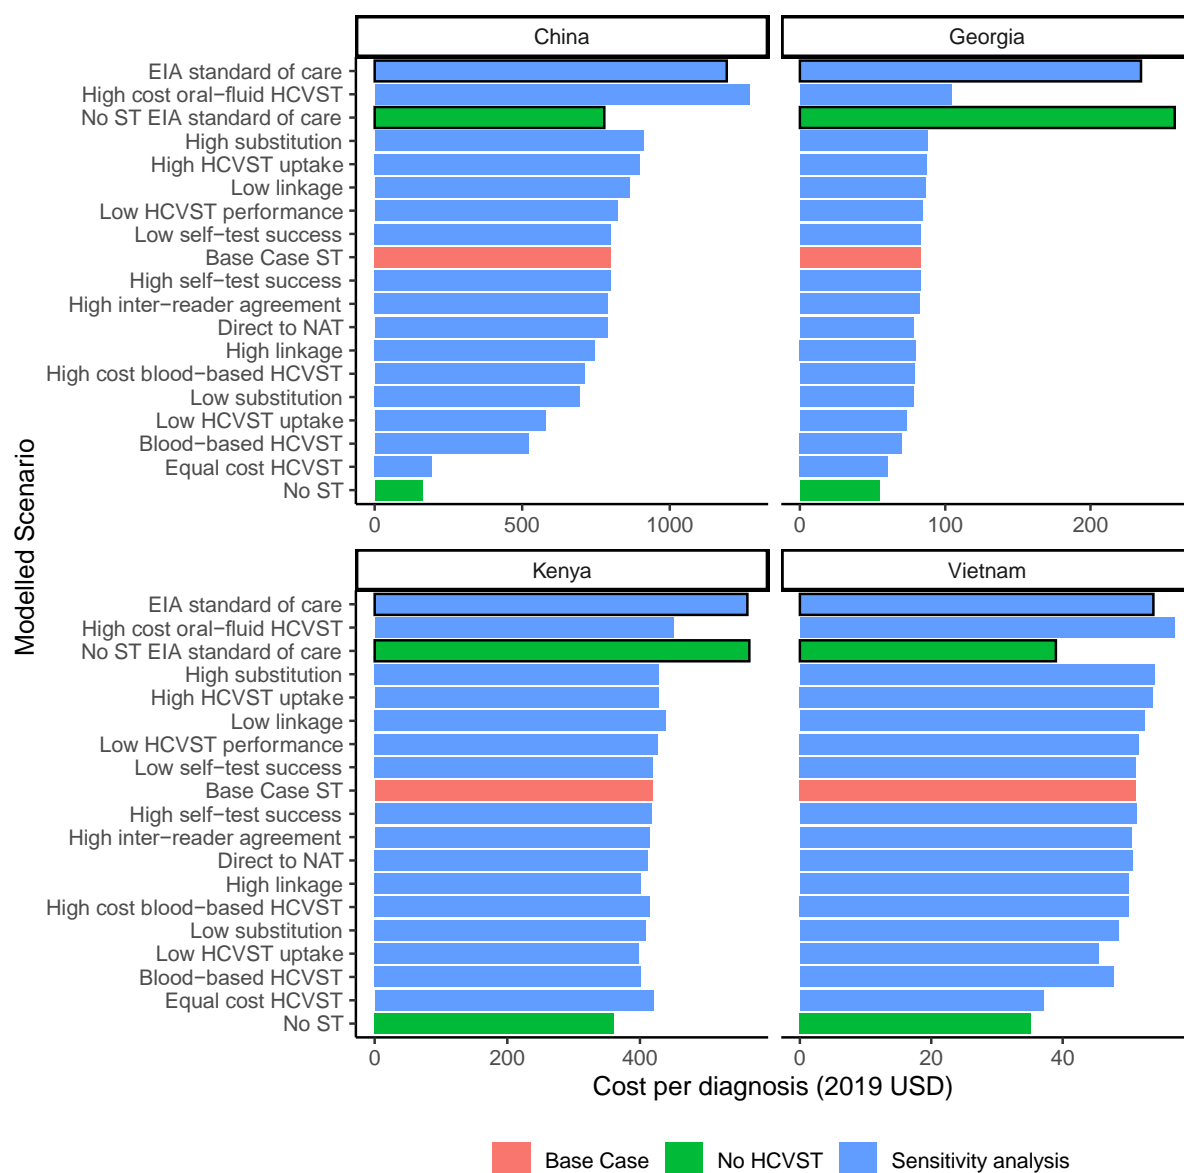 China
Georgia
EIA standard of care
High cost oral−fluid HCVST
No ST EIA standard of care
High substitution
High HCVST uptake
Low linkage
Low HCVST performance
Low self−test success
Base Case ST
High self−test success
High inter−reader agreement
Direct to NAT
High linkage
High cost blood−based HCVST
Low substitution
Low HCVST uptake
Blood−based HCVST
Equal cost HCVST
No ST
0 500 1000
0 100 200
Modelled Scenario
Kenya
Vietnam
EIA standard of care
High cost oral−fluid HCVST
No ST EIA standard of care
High substitution
High HCVST uptake
Low linkage
Low HCVST performance
Low self−test success
Base Case ST
High self−test success
High inter−reader agreement
Direct to NAT
High linkage
High cost blood−based HCVST
Low substitution
Low HCVST uptake
Blood−based HCVST
Equal cost HCVST
No ST
0 200 400
0 20 40
Cost per diagnosis (2019 USD)
Base Case No HCVST Sensitivity analysis